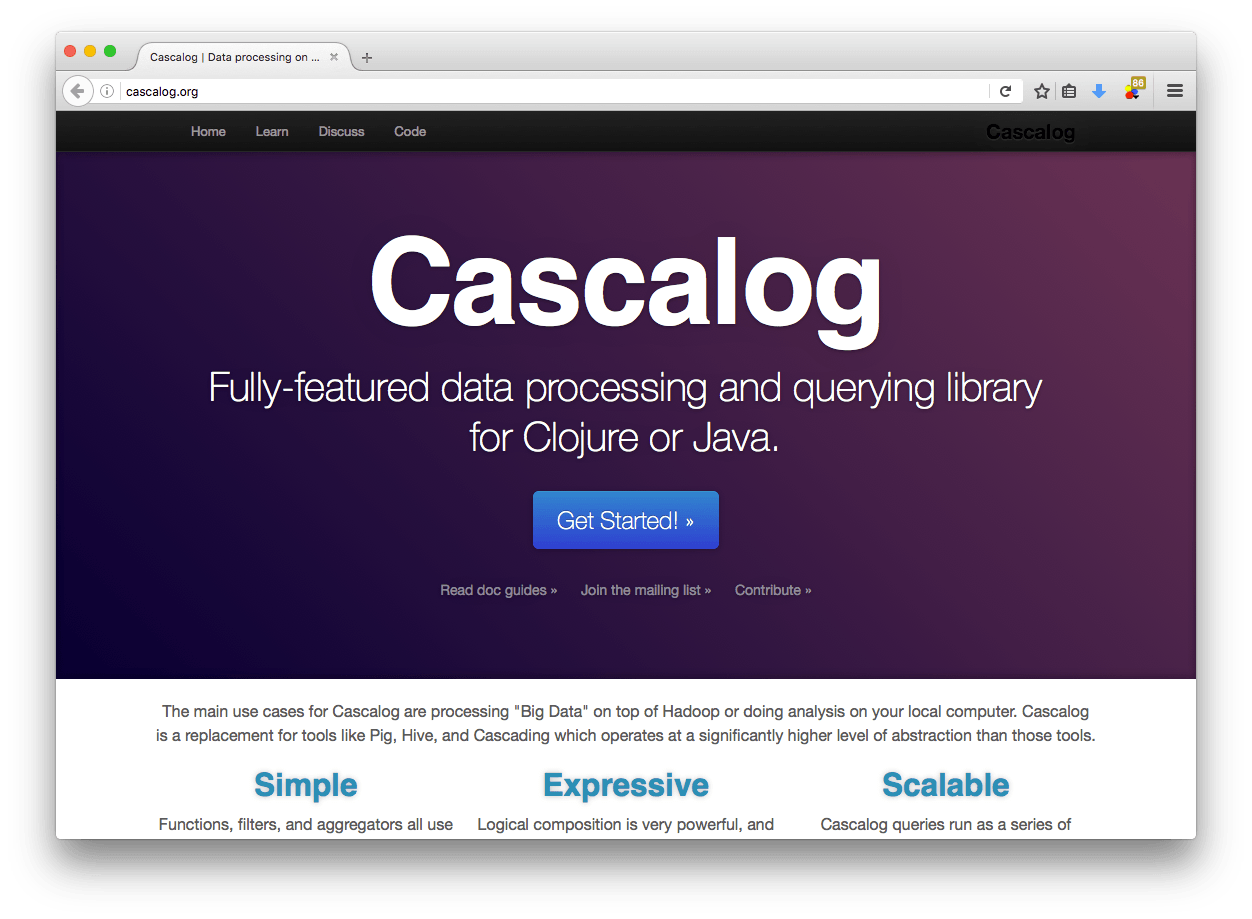 Cascalog | Data processing on ...
cascalog.org
86
Home Learn Discuss Code Cascalog
Cascalog
Fully-featured data processing and querying library
for Clojure or Java.
Get Started! »
Read doc guides » Join the mailing list » Contribute »
The main use cases for Cascalog are processing "Big Data" on top of Hadoop or doing analysis on your local computer. Cascalog
is a replacement for tools like Pig, Hive, and Cascading which operates at a significantly higher level of abstraction than those tools.
Simple Expressive Scalable
Functions, filters, and aggregators all use Logical composition is very powerful, and Cascalog queries run as a series of